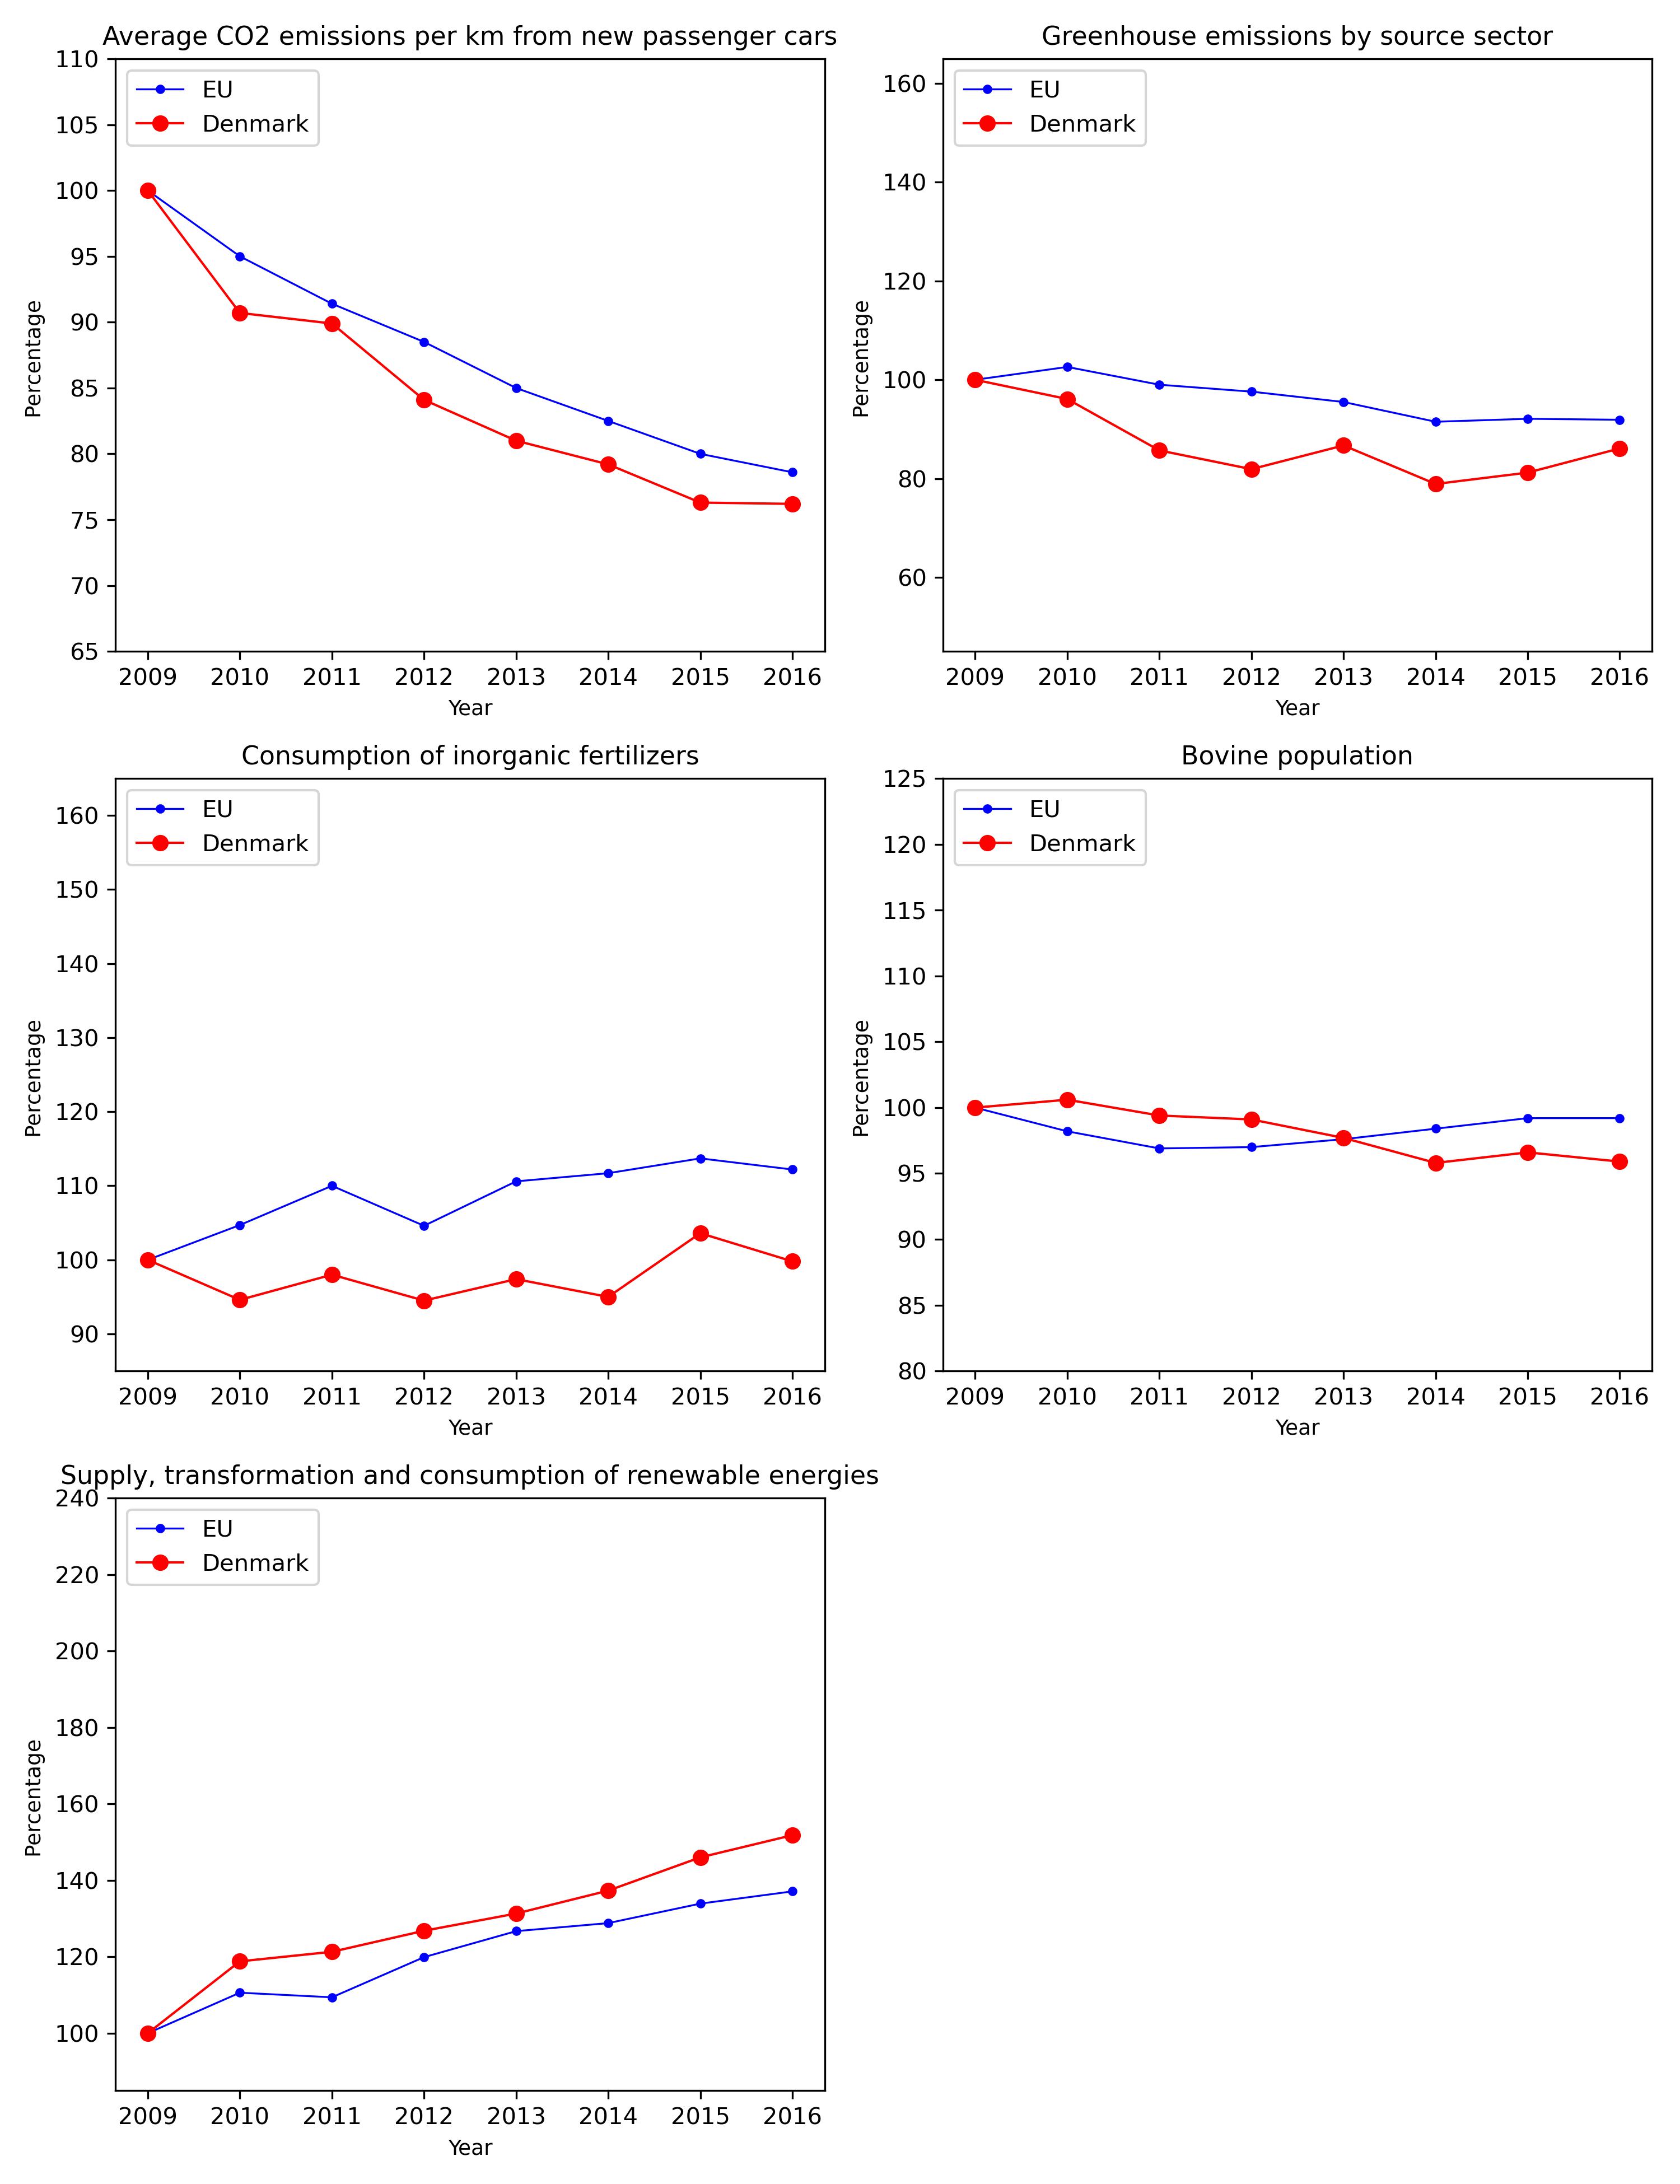 Average CO2 emissions per km from new passenger cars
110
105
100
95
90
85
80
75
70
65
Percentage
EU
Denmark
2009 2010 2011 2012 2013 2014 2015 2016
Year
Greenhouse emissions by source sector
160
140
120
100
80
60
Percentage
EU
Denmark
2009 2010 2011 2012 2013 2014 2015 2016
Year
Consumption of inorganic fertilizers
160
150
140
130
120
110
100
90
Percentage
EU
Denmark
2009 2010 2011 2012 2013 2014 2015 2016
Year
Bovine population
125
120
115
110
105
100
95
90
85
80
Percentage
EU
Denmark
2009 2010 2011 2012 2013 2014 2015 2016
Year
Supply, transformation and consumption of renewable energies
240
220
200
180
160
140
120
100
Percentage
EU
Denmark
2009 2010 2011 2012 2013 2014 2015 2016
Year